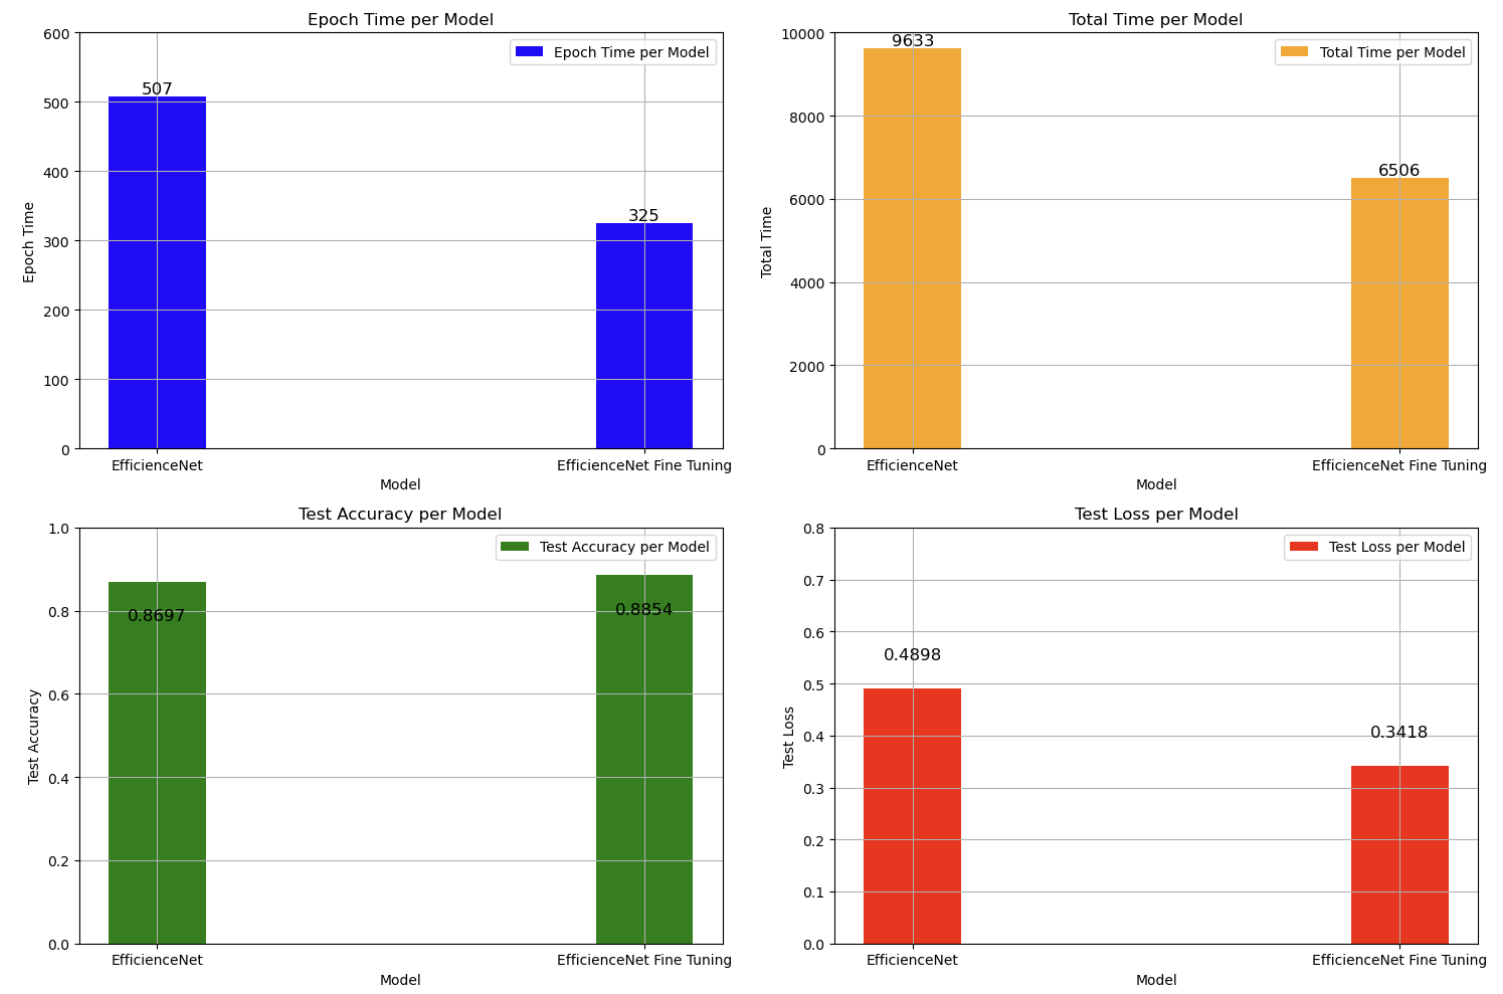 Epoch Time per Model
600
500
400
300
200
100
0
Epoch Time
Epoch Time per Model
507
325
EfficienceNet
EfficienceNet Fine Tuning
Model
Total Time per Model
10000
8000
6000
4000
2000
0
Total Time
Total Time per Model
9633
6506
EfficienceNet
EfficienceNet Fine Tuning
Model
Test Accuracy per Model
1.0
0.8
0.6
0.4
0.2
0.0
Test Accuracy
Test Accuracy per Model
0.8697
0.8854
EfficienceNet
EfficienceNet Fine Tuning
Model
Test Loss per Model
0.8
0.7
0.6
0.5
0.4
0.3
0.2
0.1
0.0
Test Loss
Test Loss per Model
0.4898
0.3418
EfficienceNet
EfficienceNet Fine Tuning
Model